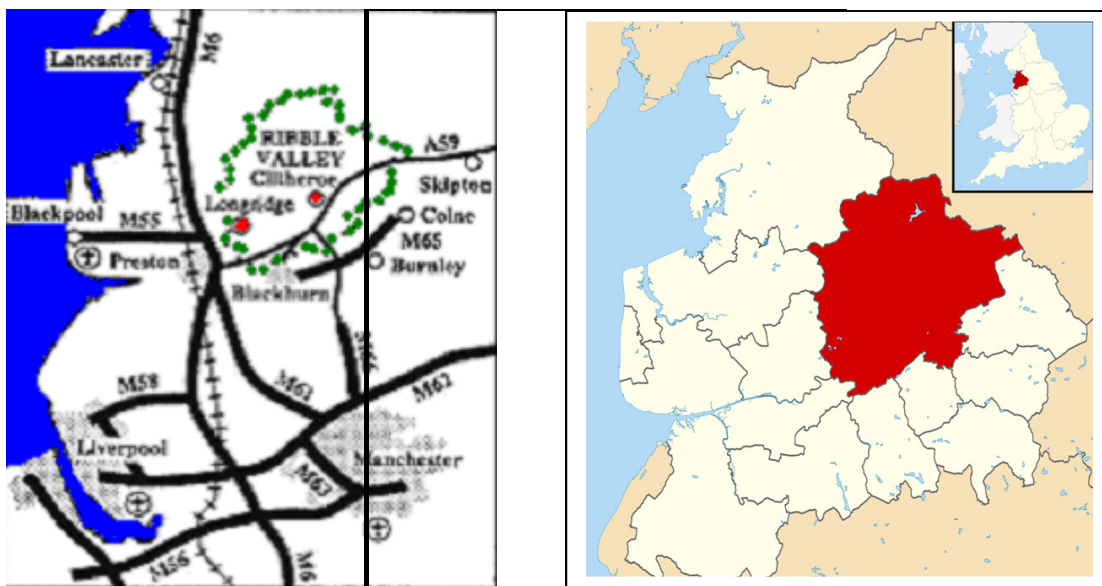 M6
Lancaster
RIBBLE
VALLEY
A59
Clitheroe
Skipton
Longridge
Blackpool
M55
Colne
M65
Preston
Burnley
Blackburn
M58
M61
M62
Liverpool
Manchester
M63
M56
M6